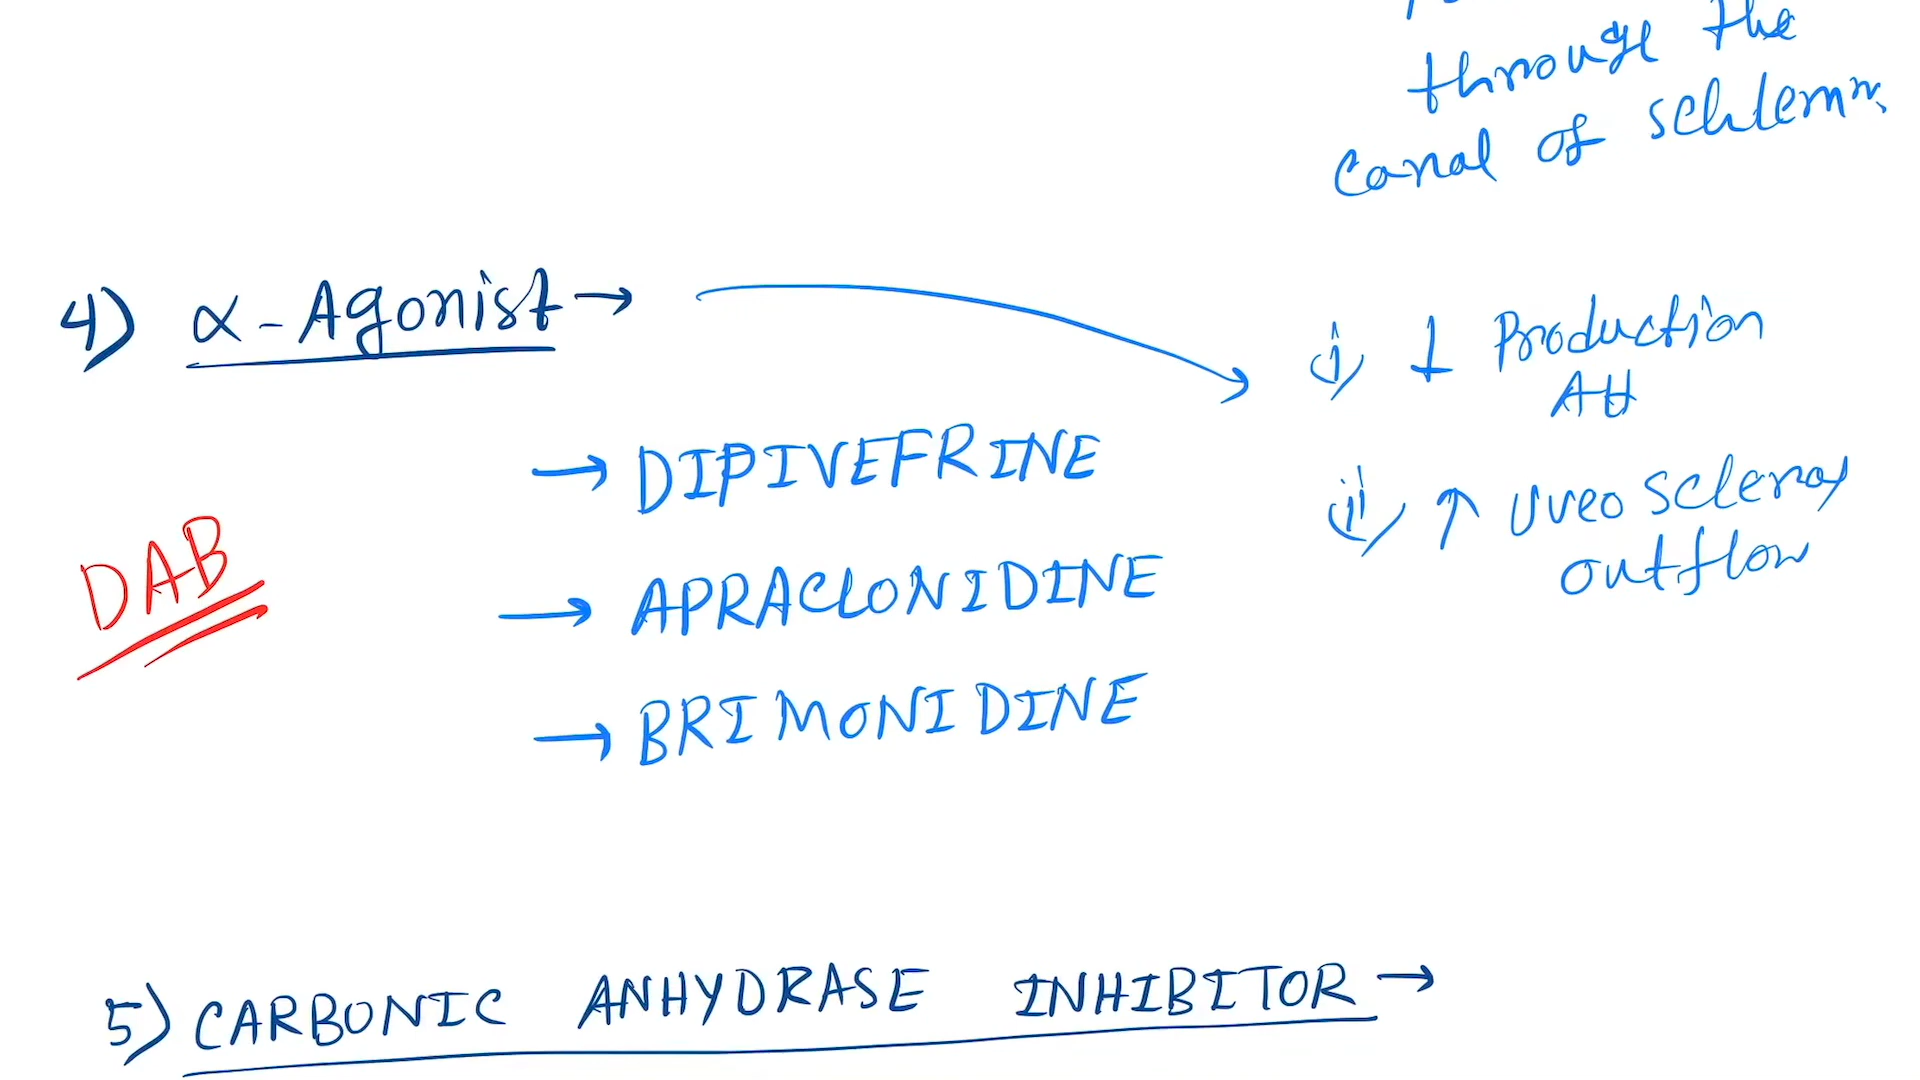 through the
canal of schlemm
4) α-Agonist →
i) ↓ Production
AH
→ DIPIVEFRINE
ii) ↑ Uveo scleral
outflow
DAB
→ APRACLONIDINE
→ BRIMONIDINE
5) CARBONIC ANHYDRASE INHIBITOR →